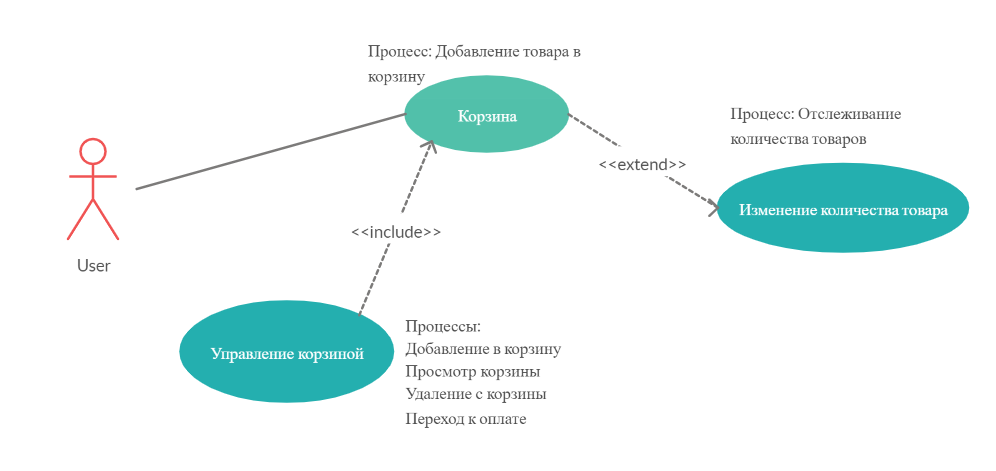 Процесс: Добавление товара в
корзину
Корзина
Процесс: Отслеживание
количества товаров
<<extend>>
Изменение количества товара
<<include>>
User
Управление корзиной
Процессы:
Добавление в корзину
Просмотр корзины
Удаление с корзины
Переход к оплате